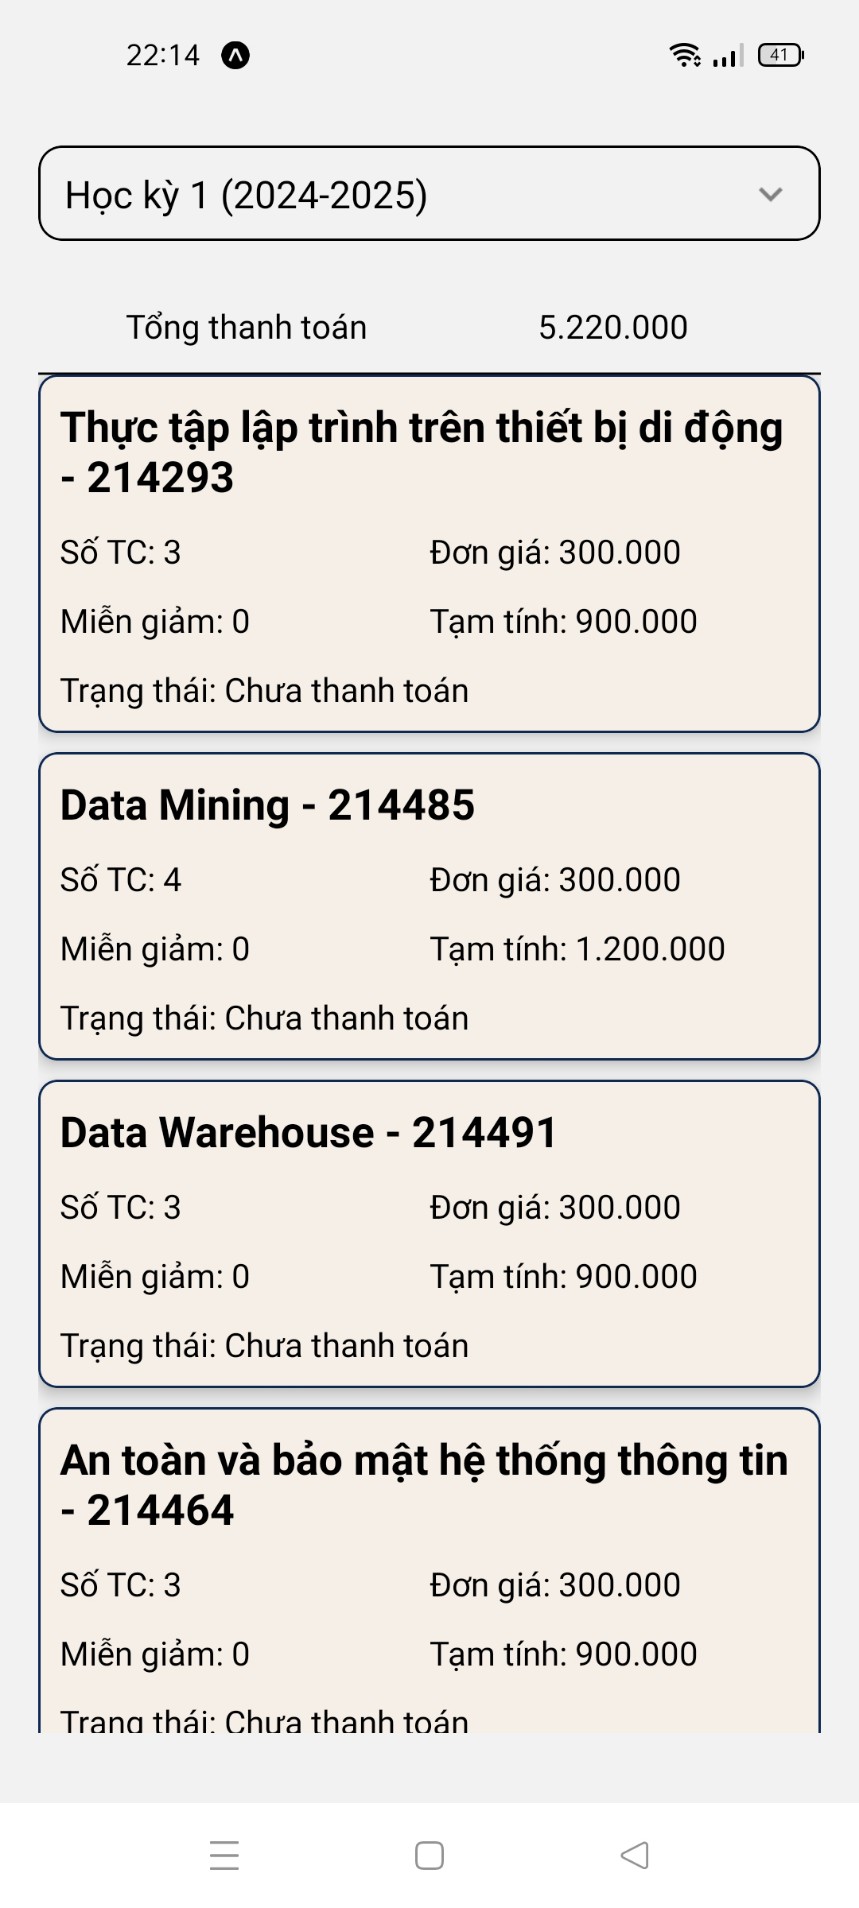 22:14
41
Học kỳ 1 (2024-2025)
Tổng thanh toán 5.220.000
Thực tập lập trình trên thiết bị di động
- 214293
Số TC: 3 Đơn giá: 300.000
Miễn giảm: 0 Tạm tính: 900.000
Trạng thái: Chưa thanh toán
Data Mining - 214485
Số TC: 4 Đơn giá: 300.000
Miễn giảm: 0 Tạm tính: 1.200.000
Trạng thái: Chưa thanh toán
Data Warehouse - 214491
Số TC: 3 Đơn giá: 300.000
Miễn giảm: 0 Tạm tính: 900.000
Trạng thái: Chưa thanh toán
An toàn và bảo mật hệ thống thông tin
- 214464
Số TC: 3 Đơn giá: 300.000
Miễn giảm: 0 Tạm tính: 900.000
Trạng thái: Chưa thanh toán